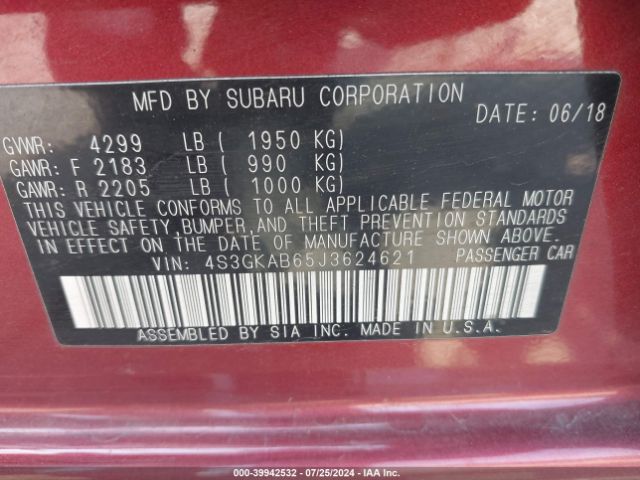 MFD BY SUBARU CORPORATION
DATE: 06/18
GVWR: 4299 LB ( 1950 KG)
GAWR: F 2183 LB ( 990 KG)
GAWR: R 2205 LB ( 1000 KG)
THIS VEHICLE CONFORMS TO ALL APPLICABLE FEDERAL MOTOR
VEHICLE SAFETY BUMPER,AND THEFT PREVENTION STANDARDS
IN EFFECT ON THE DATE OF MANUFACTURE SHOWN ABOVE.
VIN: 4S3GKAB65J3624621 PASSENGER CAR
ASSEMBLED BY SIA INC. MADE IN U.S.A.
000-39942532 - 07/25/2024 - IAA Inc.